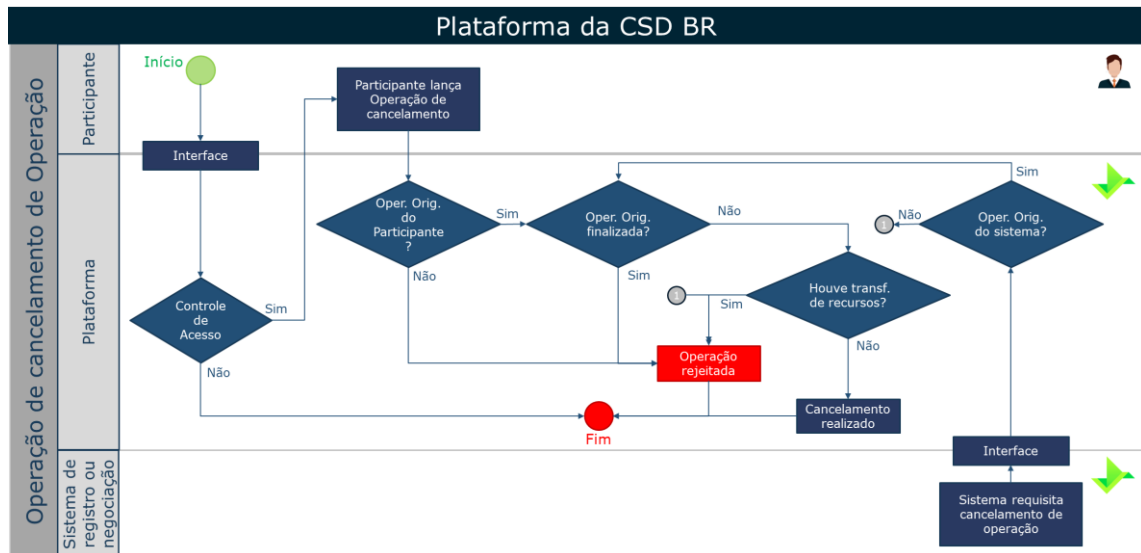 Plataforma da CSD BR
Operação de cancelamento de Operação
Participante
Início
Participante lança
Operação de
cancelamento
Interface
Plataforma
Oper. Orig.
do
Participante
?
Sim
Não
Oper. Orig.
finalizada?
Não
Sim
Oper. Orig.
do sistema?
Sim
Não
1
Houve transf.
de recursos?
Sim
Não
1
Controle
de
Acesso
Sim
Não
Operação
rejeitada
Cancelamento
realizado
Fim
Sistema de
registro ou
negociação
Interface
Sistema requisita
cancelamento de
operação